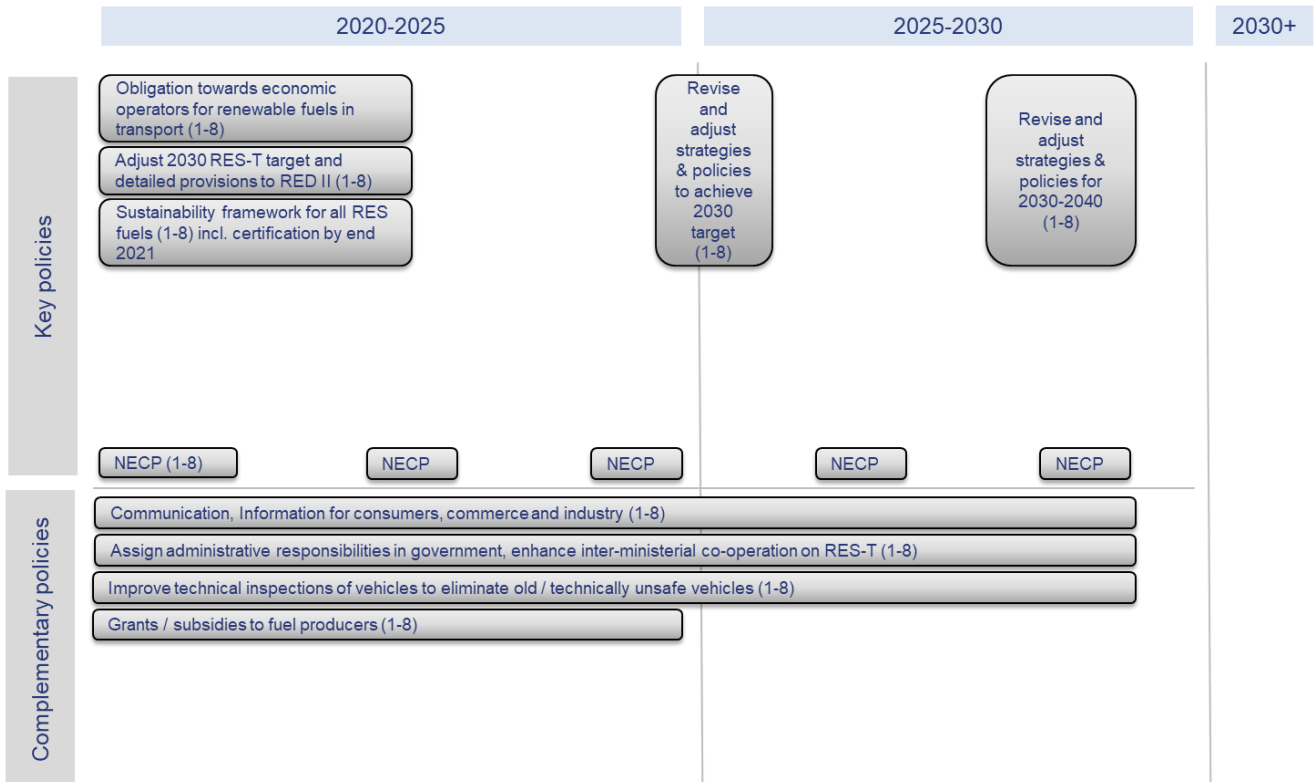 2020-2025
2025-2030
2030+
Key policies
Obligation towards economic
operators for renewable fuels in
transport (1-8)
Adjust 2030 RES-T target and
detailed provisions to RED II (1-8)
Sustainability framework for all RES
fuels (1-8) incl. certification by end
2021
Revise
and
adjust
strategies
& policies
to achieve
2030
target
(1-8)
Revise and
adjust
strategies &
policies for
2030-2040
(1-8)
NECP (1-8)
NECP
NECP
NECP
NECP
Complementary policies
Communication, Information for consumers, commerce and industry (1-8)
Assign administrative responsibilities in government, enhance inter-ministerial co-operation on RES-T (1-8)
Improve technical inspections of vehicles to eliminate old / technically unsafe vehicles (1-8)
Grants / subsidies to fuel producers (1-8)